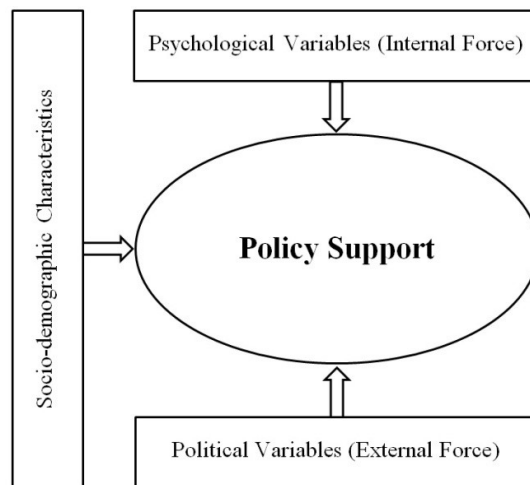 Psychological Variables (Internal Force)
Socio-demographic Characteristics
Policy Support
Political Variables (External Force)